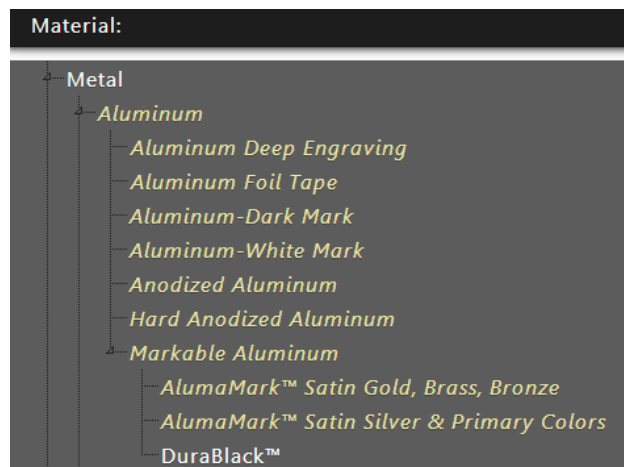 Material:
Metal
Aluminum
Aluminum Deep Engraving
Aluminum Foil Tape
Aluminum-Dark Mark
Aluminum-White Mark
Anodized Aluminum
Hard Anodized Aluminum
Markable Aluminum
AlumaMark™ Satin Gold, Brass, Bronze
AlumaMark™ Satin Silver & Primary Colors
DuraBlack™